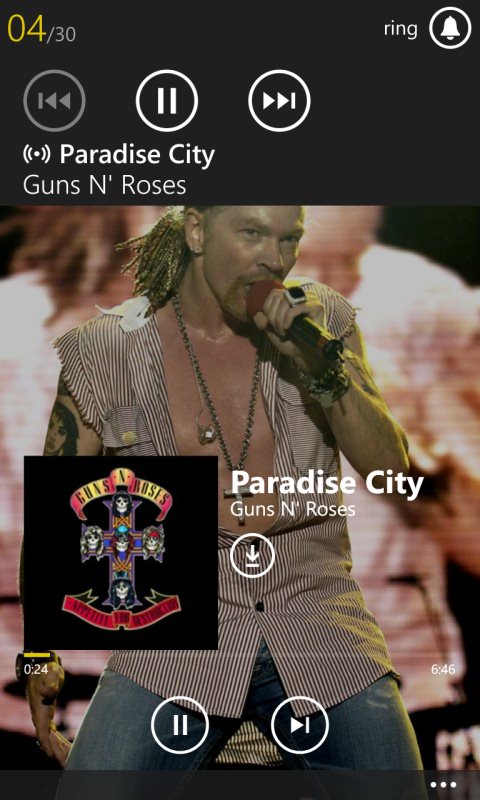 04/30
ring
Paradise City
Guns N' Roses
GUNS N' ROSES
APPETITE FOR DESTRUCTION
Paradise City
Guns N' Roses
0:24
6:46